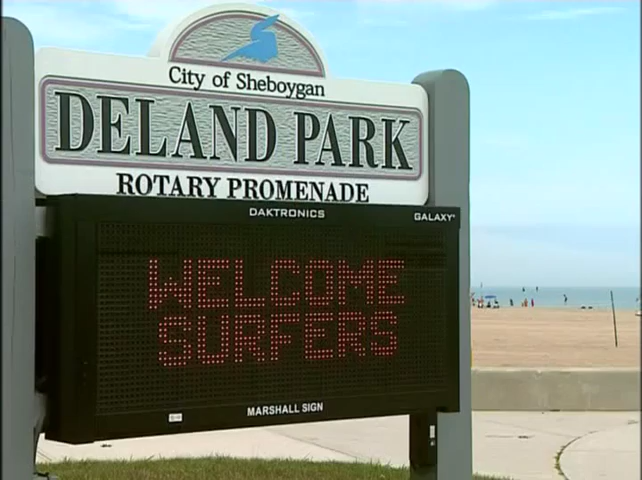 City of Sheboygan
DELAND PARK
ROTARY PROMENADE
DAKTRONICS GALAXY
WELCOME
SURFERS
MARSHALL SIGN